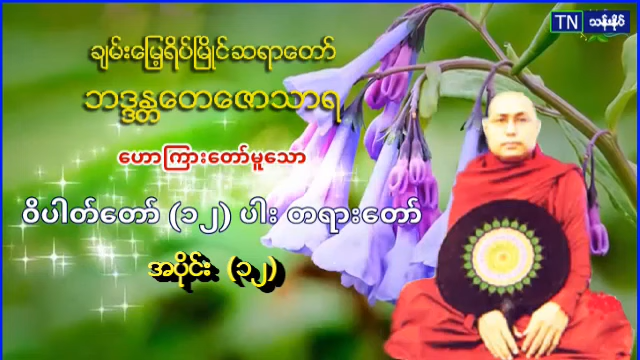 TN သန်းနိုင်
ချမ်းမြေ့ရိပ်မြိုင်ဆရာတော်
ဘဒ္ဒန္တတေဇောသာရ
ဟောကြားတော်မူသော
ဝိပါတ်တော် (၁၂) ပါး တရားတော်
အပိုင်း (၃၂)